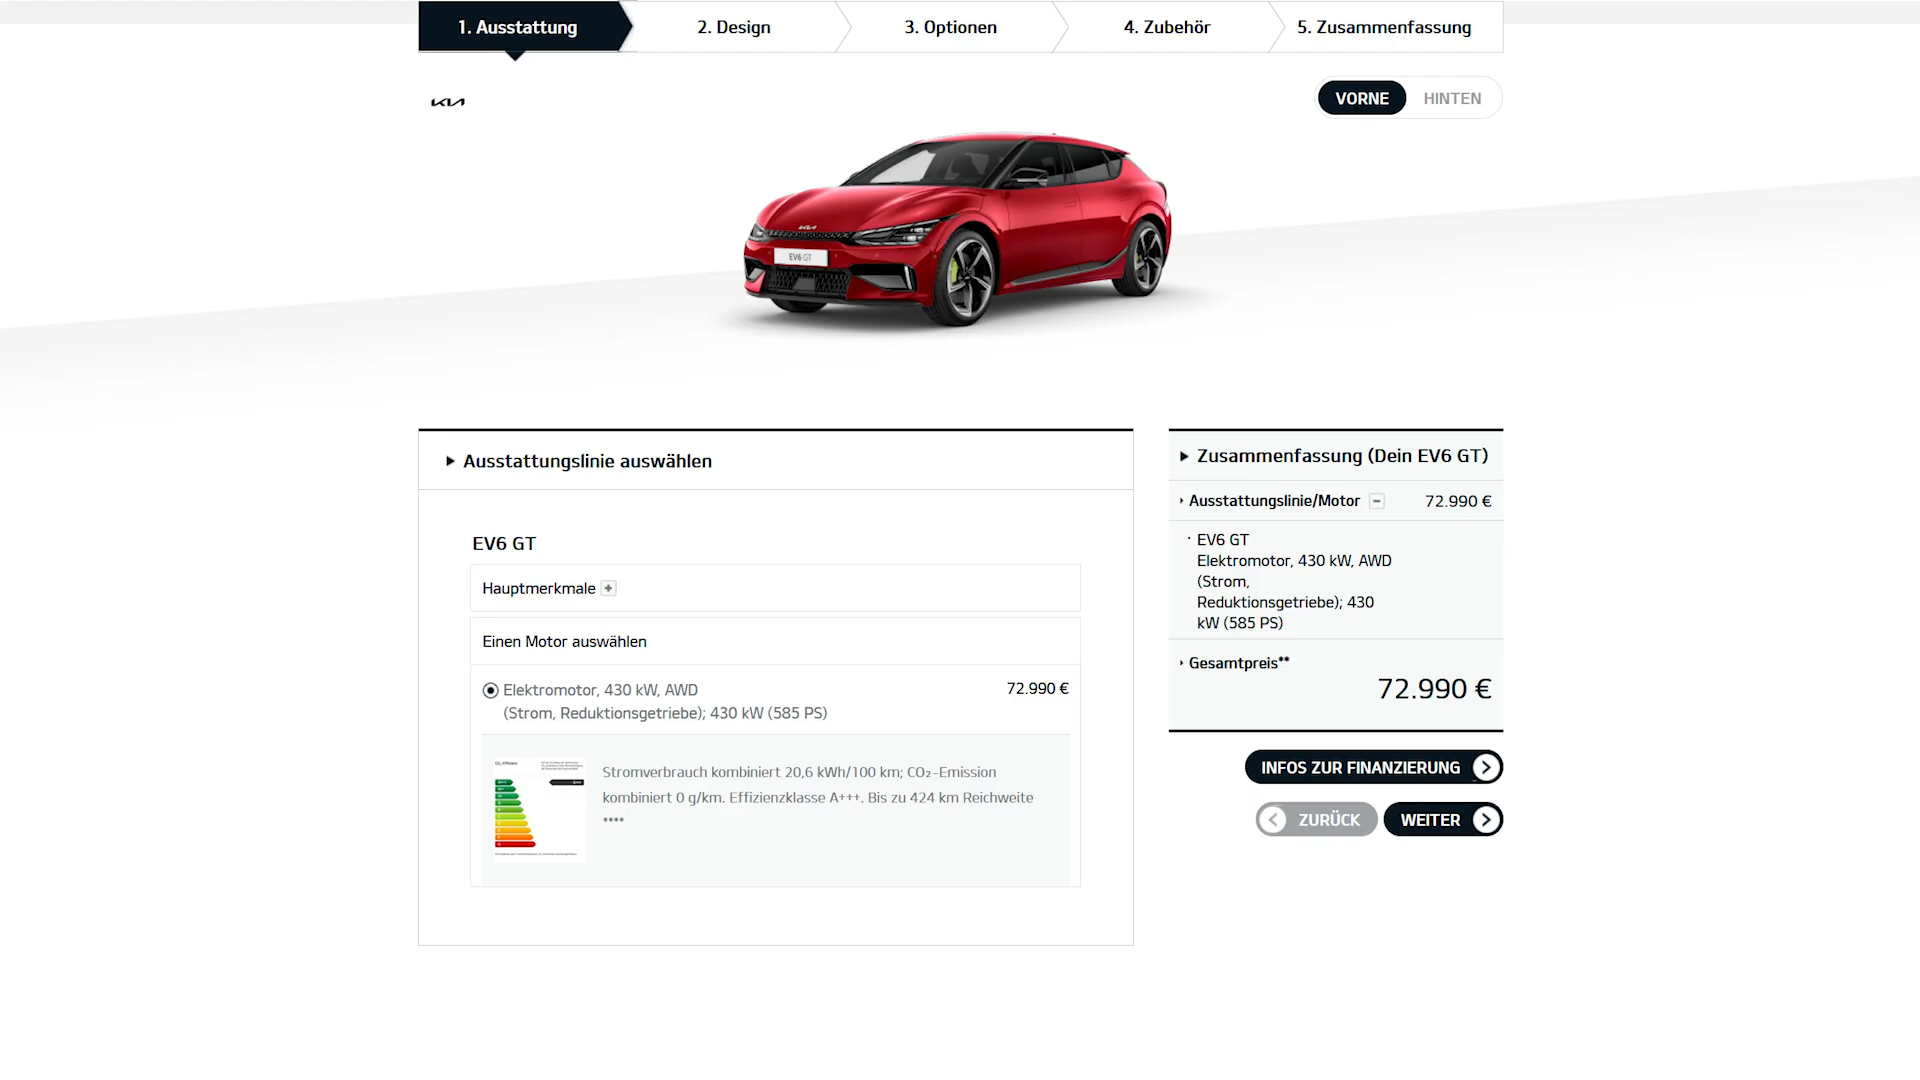 1. Ausstattung
2. Design
3. Optionen
4. Zubehör
5. Zusammenfassung
KIA
VORNE
HINTEN
KIA
EV6 GT
Ausstattungslinie auswählen
EV6 GT
Hauptmerkmale +
Einen Motor auswählen
Elektromotor, 430 kW, AWD
72.990 €
(Strom, Reduktionsgetriebe); 430 kW (585 PS)
Stromverbrauch kombiniert 20,6 kWh/100 km; CO₂-Emission
kombiniert 0 g/km. Effizienzklasse A+++. Bis zu 424 km Reichweite
****
Zusammenfassung (Dein EV6 GT)
Ausstattungslinie/Motor - 72.990 €
· EV6 GT
Elektromotor, 430 kW, AWD
(Strom,
Reduktionsgetriebe); 430
kW (585 PS)
Gesamtpreis**
72.990 €
INFOS ZUR FINANZIERUNG
ZURÜCK
WEITER